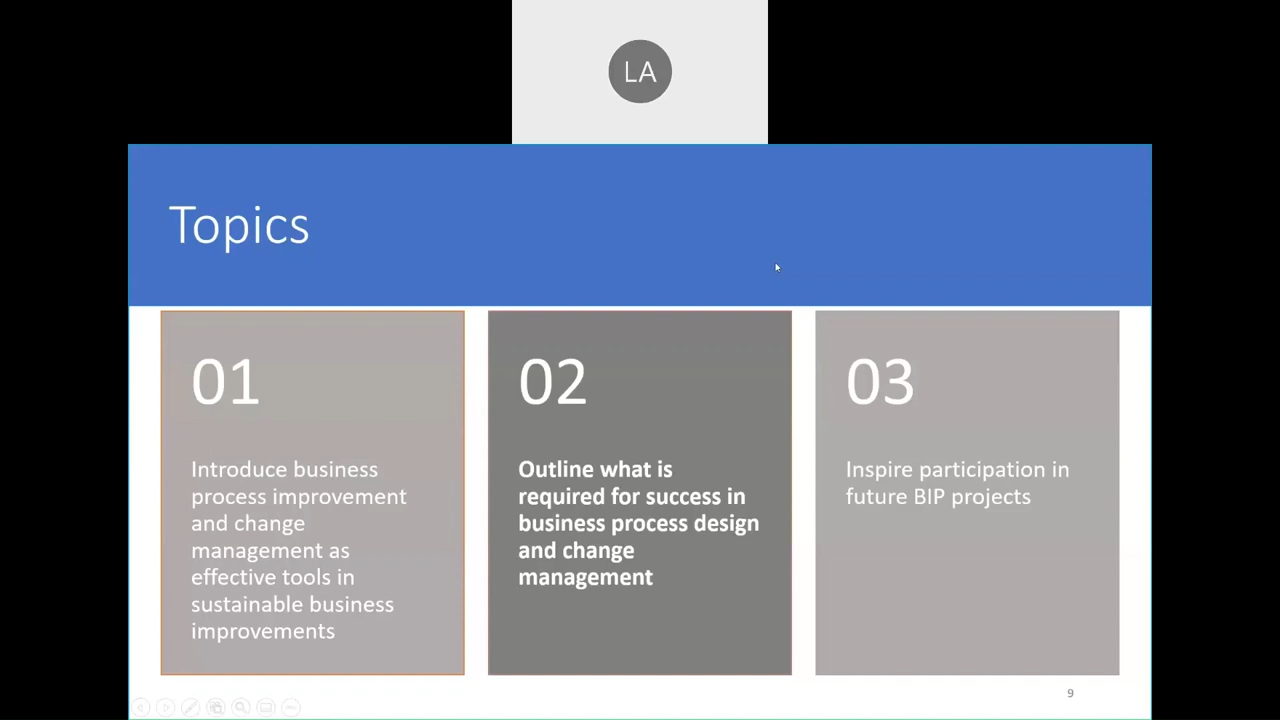 LA
Topics
01
Introduce business
process improvement
and change
management as
effective tools in
sustainable business
improvements
02
Outline what is
required for success in
business process design
and change
management
03
Inspire participation in
future BIP projects
9